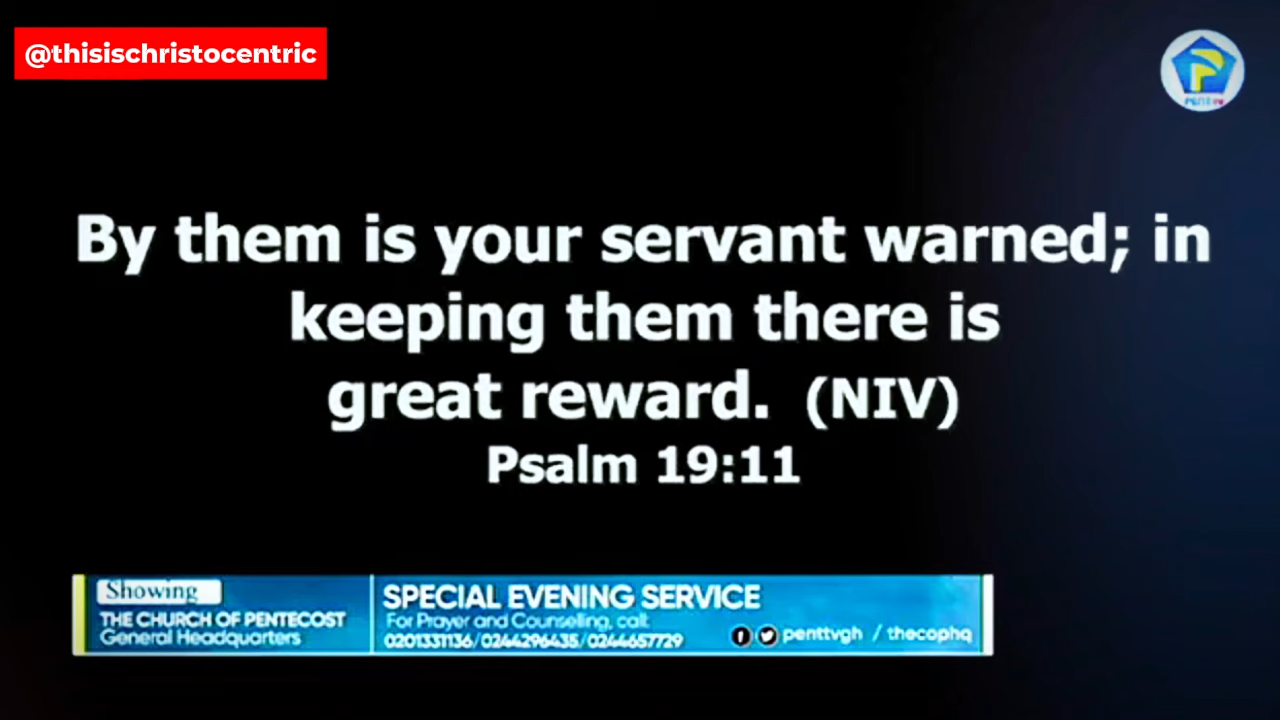 @thisischristocentric
By them is your servant warned; in
keeping them there is
great reward. (NIV)
Psalm 19:11
Showing
THE CHURCH OF PENTECOST
General Headquarters
SPECIAL EVENING SERVICE
For Prayer and Counseling, call:
0201331136/0244296435/0244657729
penttvgh / thecophq